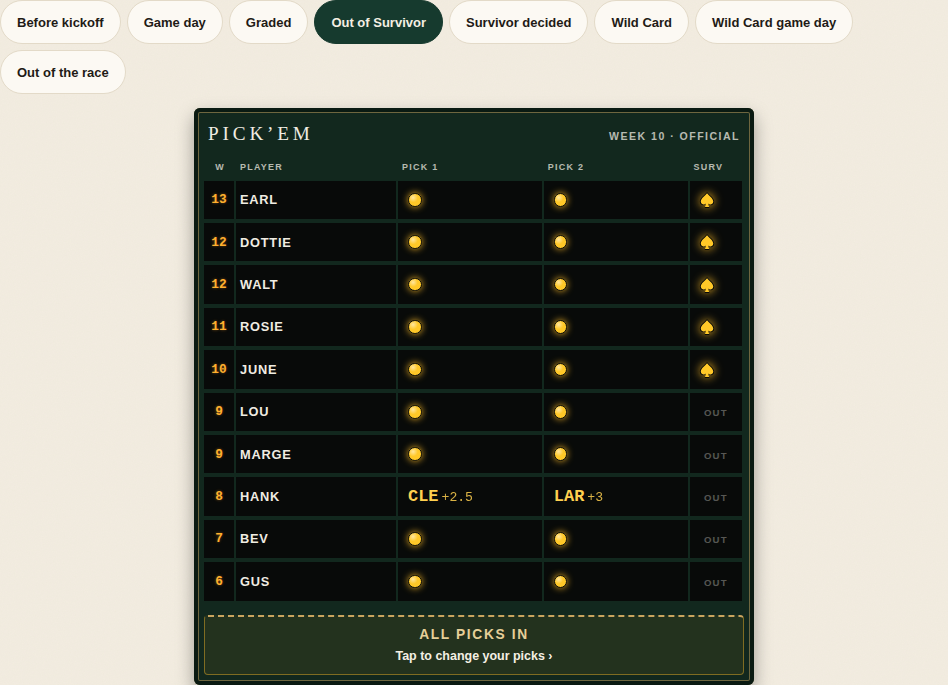 Before kickoff Game day Graded Out of Survivor Survivor decided Wild Card Wild Card game day
Out of the race
PICK’EM WEEK 10 · OFFICIAL
W PLAYER PICK 1 PICK 2 SURV
13 EARL
12 DOTTIE
12 WALT
11 ROSIE
10 JUNE
9 LOU OUT
9 MARGE OUT
8 HANK CLE +2.5 LAR +3 OUT
7 BEV OUT
6 GUS OUT
ALL PICKS IN
Tap to change your picks ›